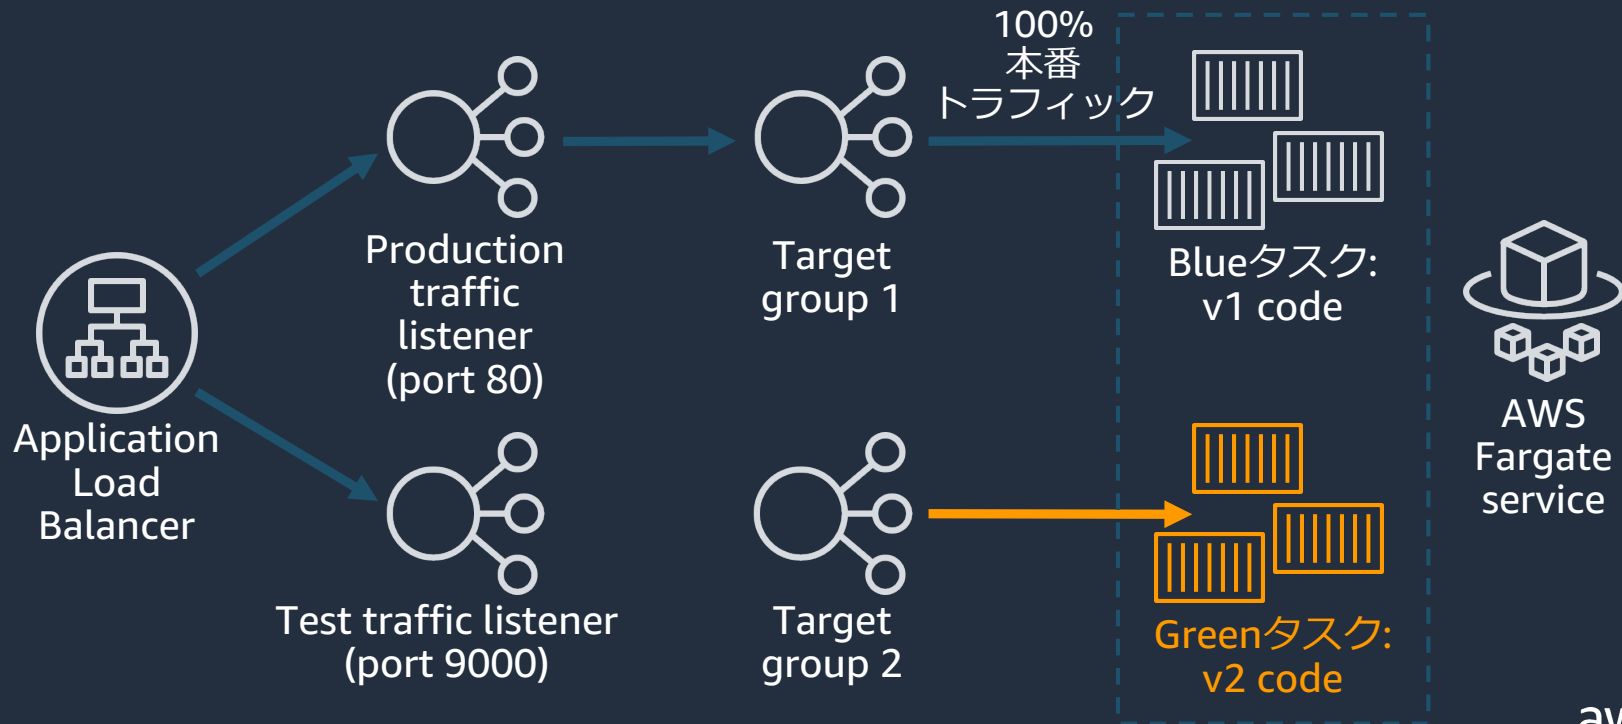 100%
本番
トラフィック
Production
traffic
listener
(port 80)
Target
group 1
Blueタスク:
v1 code
Application
Load
Balancer
AWS
Fargate
service
Test traffic listener
(port 9000)
Target
group 2
Greenタスク:
v2 code